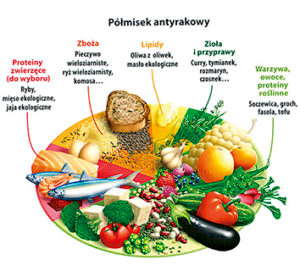 Półmisek antyrakowy
Proteiny
zwierzęce
(do wyboru)
Ryby,
mięso ekologiczne,
jaja ekologiczne
Zboża
Pieczywo
wieloziarniste,
ryż wieloziarnisty,
komosa...
Lipidy
Oliwa z oliwek,
masło ekologiczne
Zioła
i przyprawy
Curry, tymianek,
rozmaryn,
czosnek...
Warzywa,
owoce,
proteiny
roślinne
Soczewica, groch,
fasola, tofu